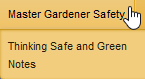 Master Gardener Safety
Thinking Safe and Green
Notes